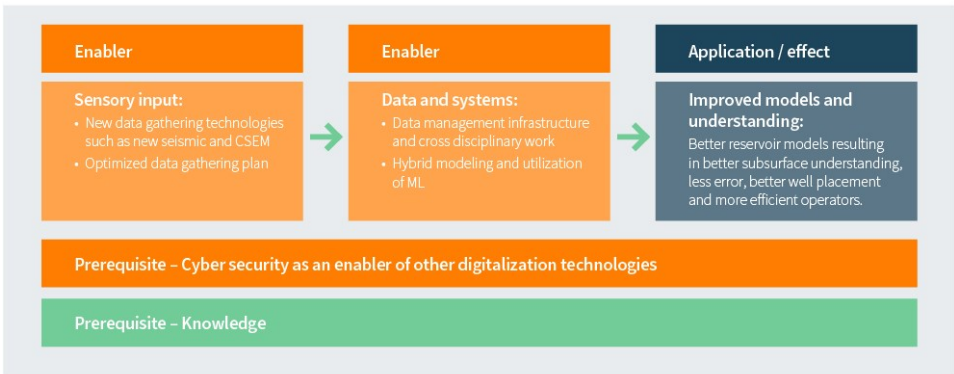 Enabler
Sensory input:
• New data gathering technologies
such as new seismic and CSEM
• Optimized data gathering plan
Enabler
Data and systems:
• Data management infrastructure
and cross disciplinary work
• Hybrid modeling and utilization
of ML
Application / effect
Improved models and
understanding:
Better reservoir models resulting
in better subsurface understanding,
less error, better well placement
and more efficient operators.
Prerequisite – Cyber security as an enabler of other digitalization technologies
Prerequisite – Knowledge